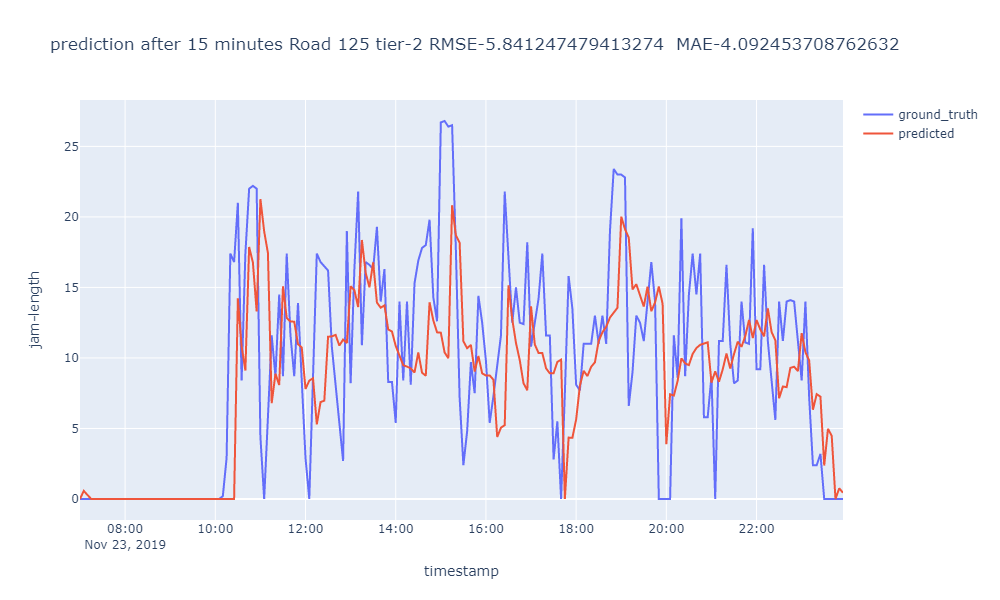 prediction after 15 minutes Road 125 tier-2 RMSE-5.841247479413274  MAE-4.092453708762632
ground_truth
predicted
25
20
15
10
5
0
jam-length
08:00 10:00 12:00 14:00 16:00 18:00 20:00 22:00
Nov 23, 2019
timestamp